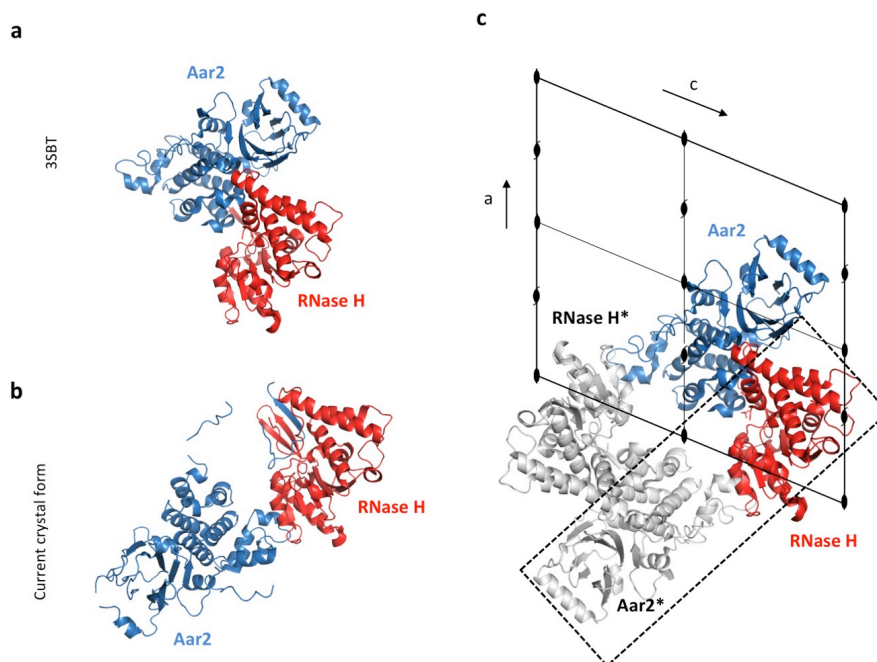 a
Aar2
3SBT
RNase H
b
RNase H
Current crystal form
Aar2
c
c
a
Aar2
RNase H*
RNase H
Aar2*